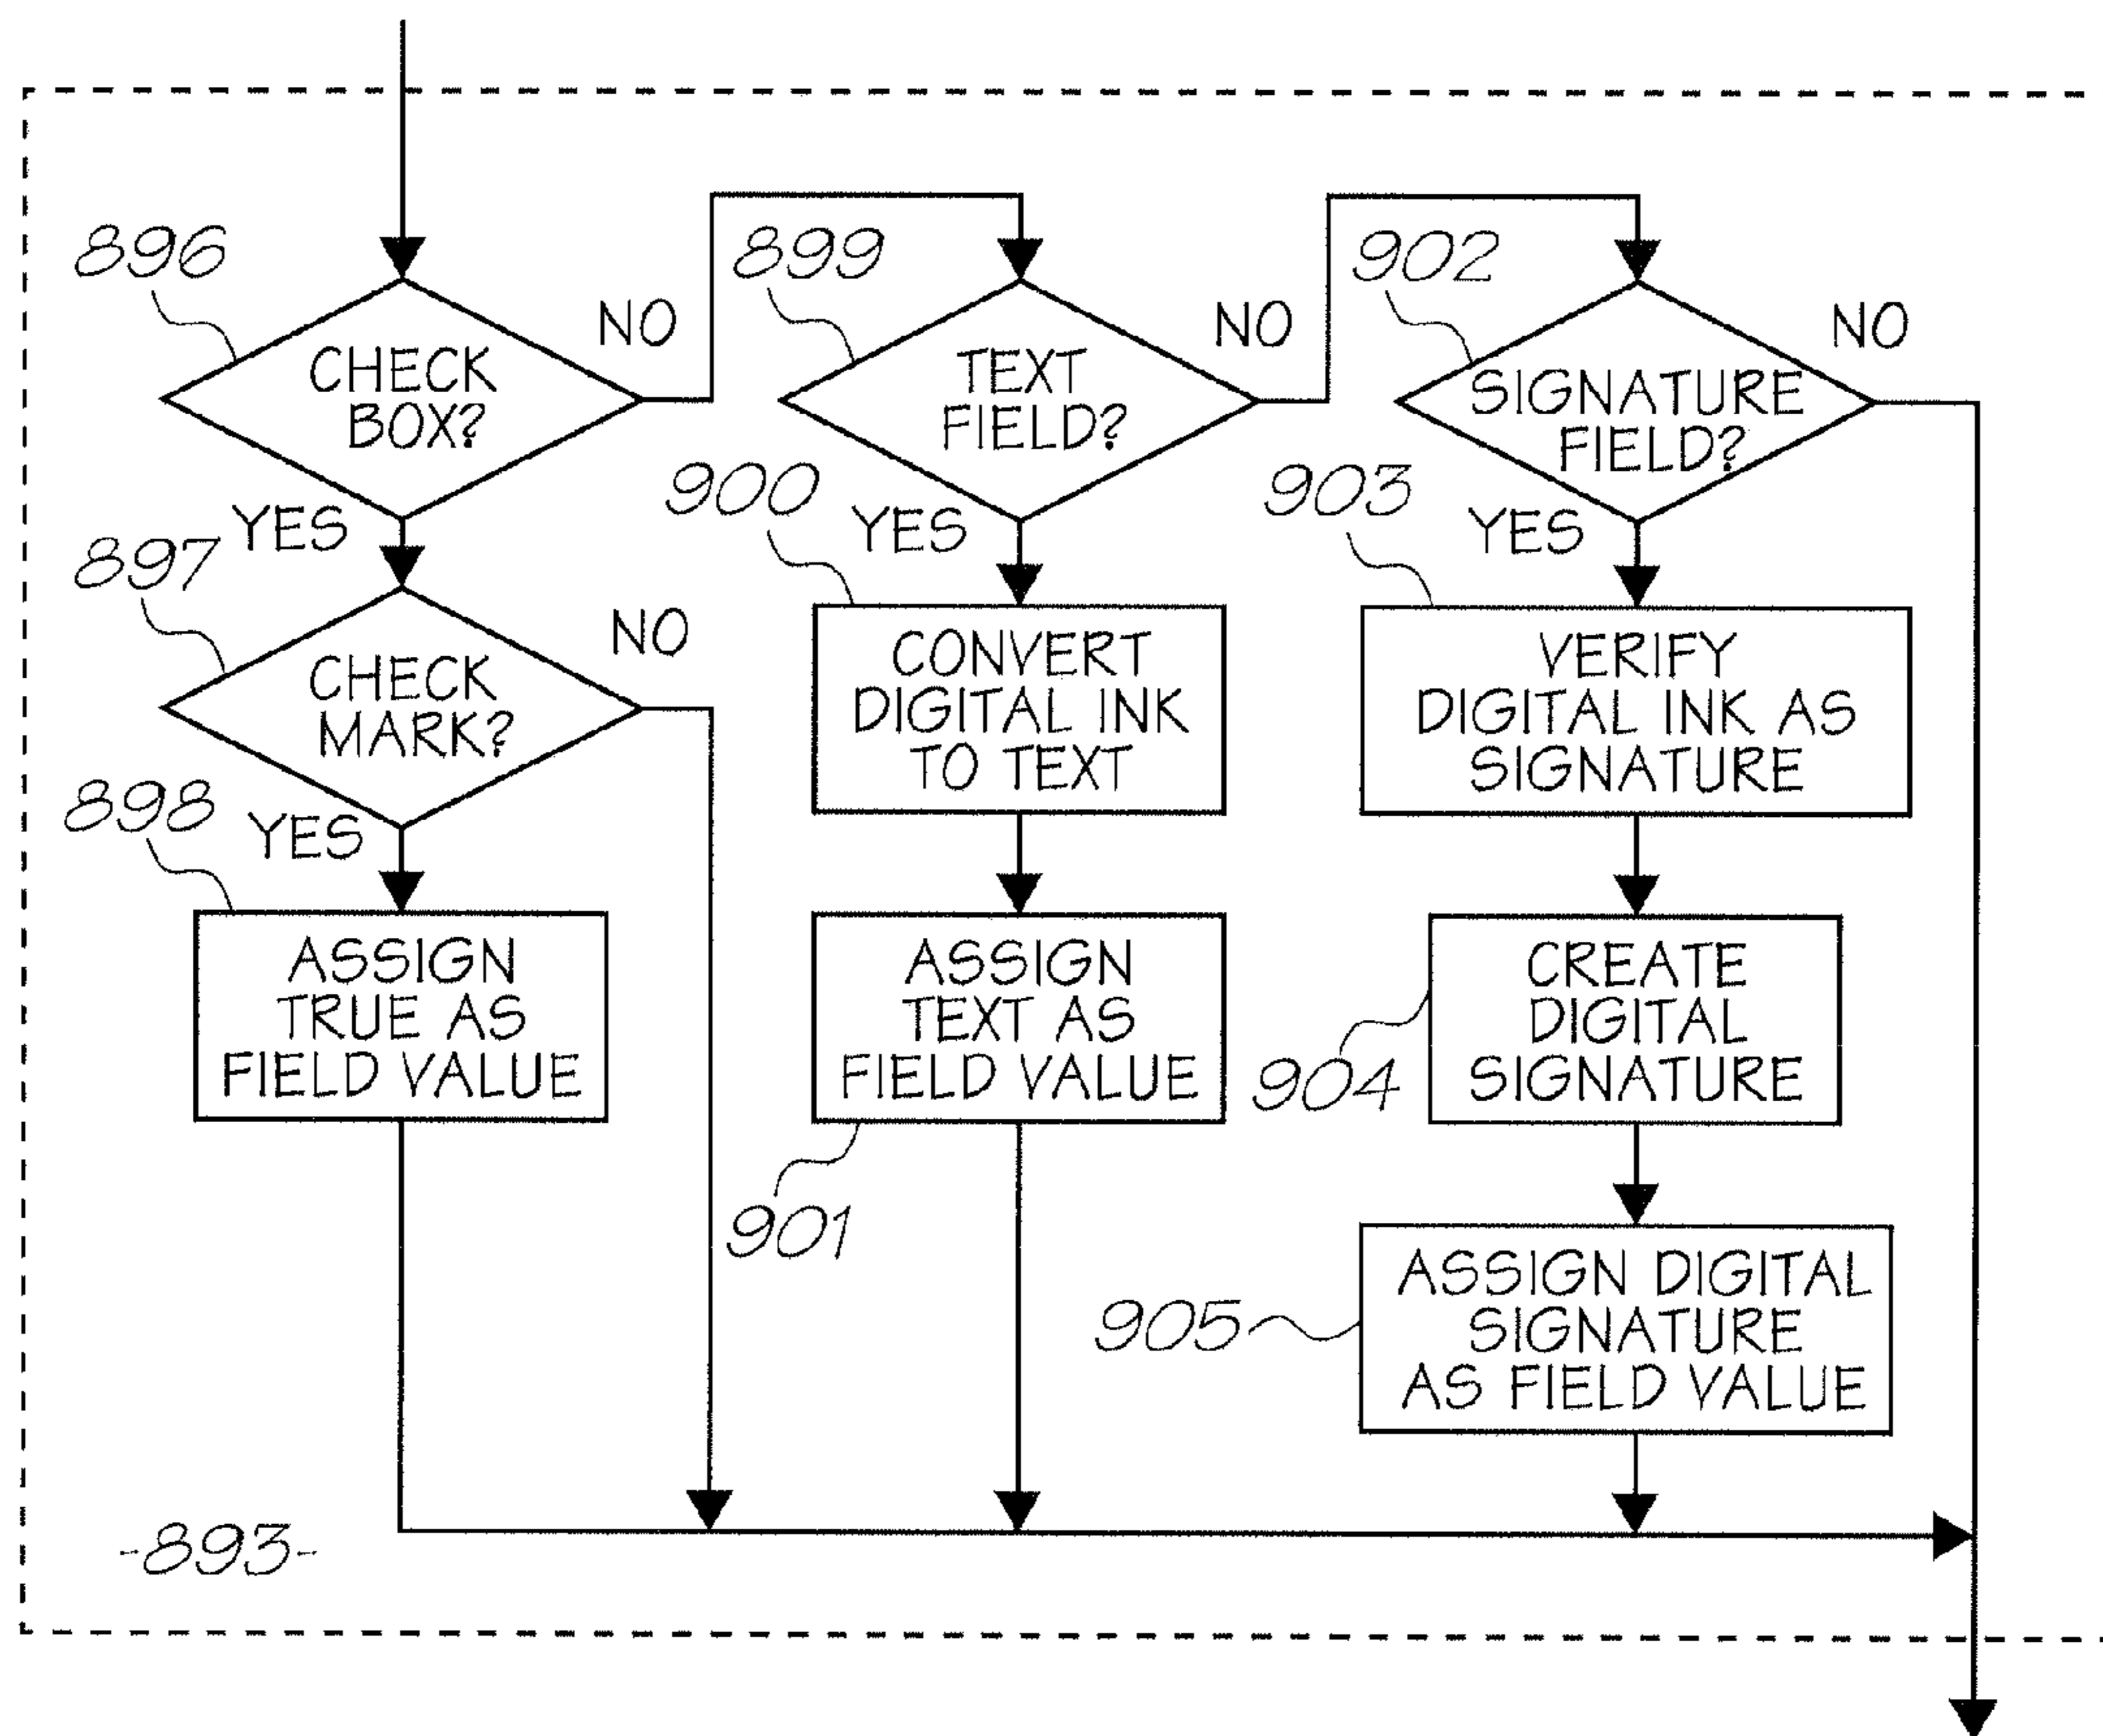 896
CHECK
BOX?
NO
YES
897
CHECK
MARK?
NO
YES
898
ASSIGN
TRUE AS
FIELD VALUE
899
TEXT
FIELD?
NO
YES
900
CONVERT
DIGITAL INK
TO TEXT
ASSIGN
TEXT AS
FIELD VALUE
901
902
SIGNATURE
FIELD?
NO
YES
903
VERIFY
DIGITAL INK AS
SIGNATURE
CREATE
DIGITAL
SIGNATURE
904
ASSIGN DIGITAL
SIGNATURE
AS FIELD VALUE
905
-893-